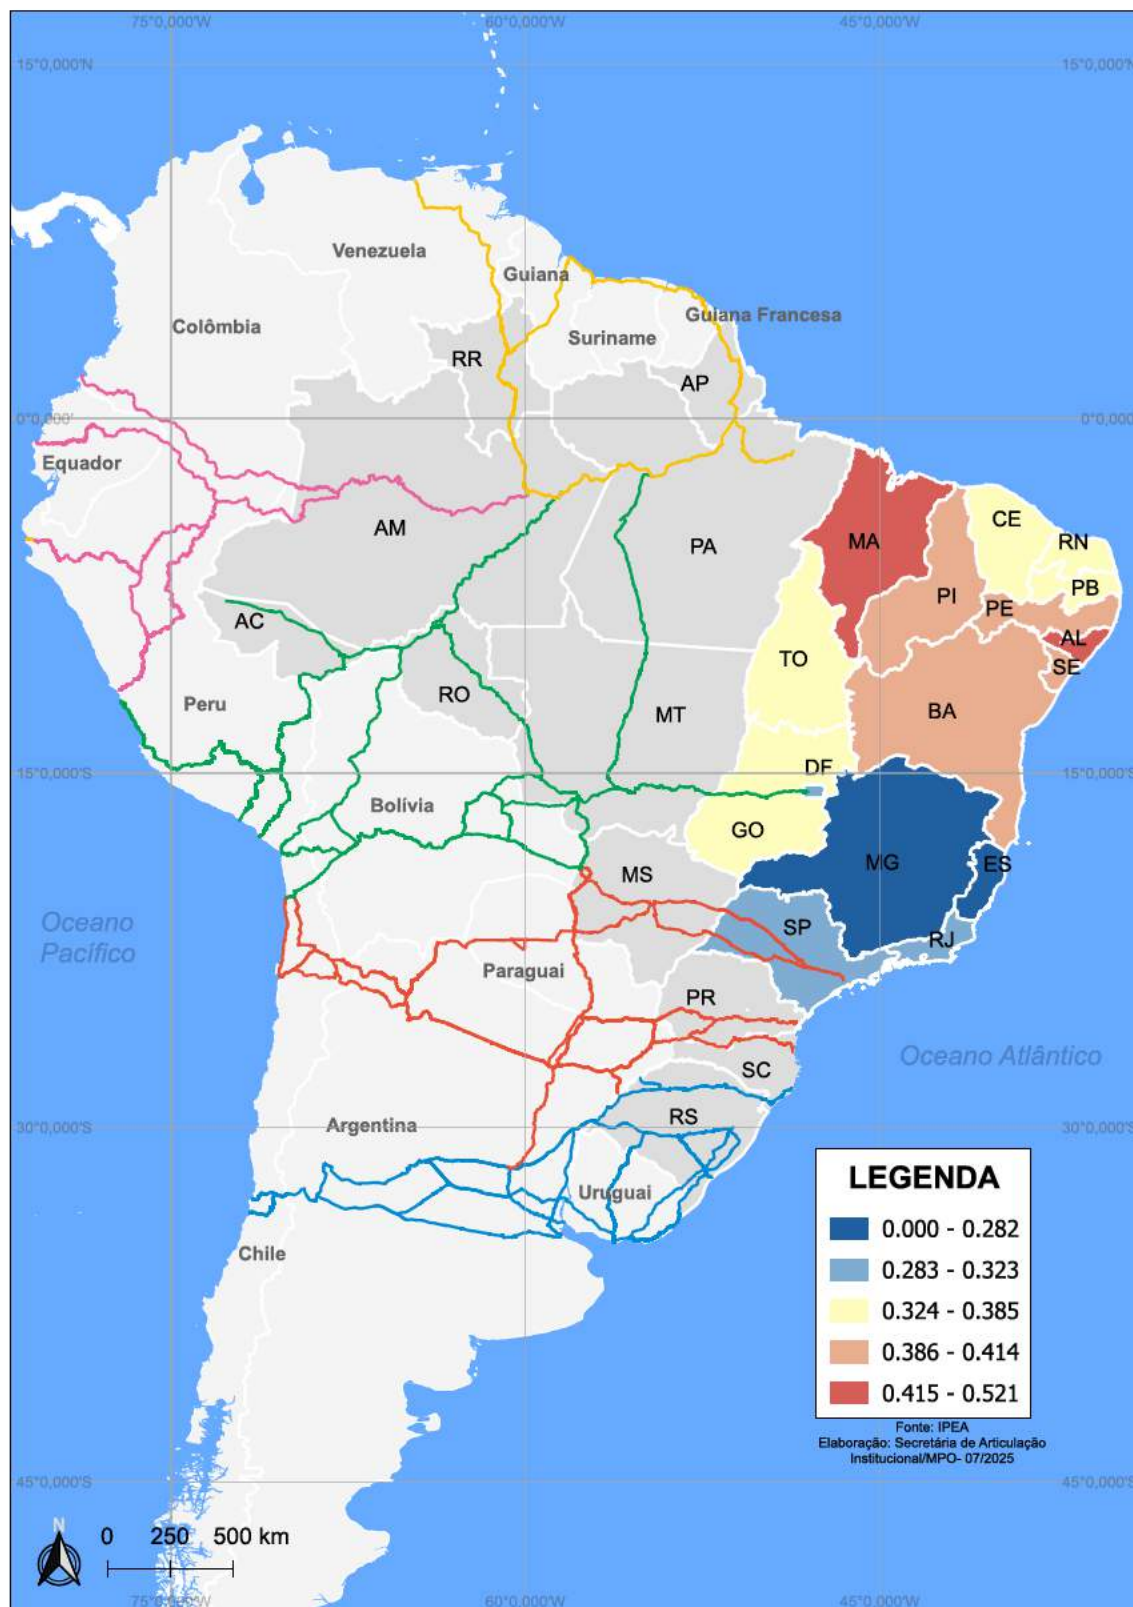 75°0,000'W 60°0,000'W 45°0,000'W
15°0,000'N 15°0,000'N
Venezuela
Guiana
Colômbia
Guiana Francesa
Suriname
RR
AP
0°0,000' 0°0,000'
Equador
AM
PA
MA
CE
RN
PB
PI
PE
AC
AL
SE
TO
RO
Peru
MT
BA
DF
15°0,000'S 15°0,000'S
Bolívia
GO
MG
ES
MS
Oceano
Pacífico
SP
RJ
Paraguai
PR
Oceano Atlântico
SC
RS
Argentina
30°0,000'S 30°0,000'S
Uruguai
Chile
LEGENDA
0.000 - 0.282
0.283 - 0.323
0.324 - 0.385
0.386 - 0.414
0.415 - 0.521
Fonte: IPEA
Elaboração: Secretária de Articulação
Institucional/MPO- 07/2025
45°0,000'S 45°0,000'S
N
0 250 500 km
75°0,000'W 60°0,000'W 45°0,000'W